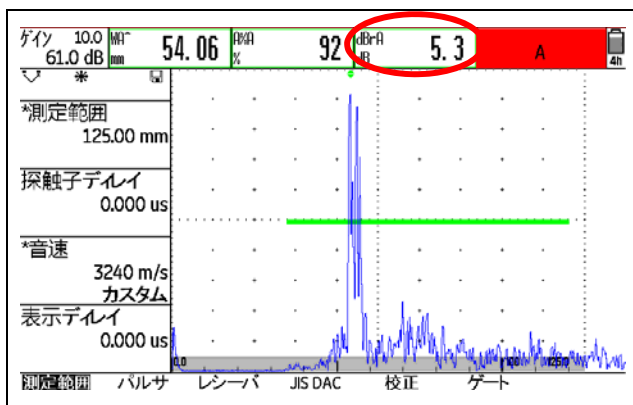 ゲイン 10.0
61.0 dB
WA^
mm
54.06
A%A
%
92
dBrA
dB
5.3
A
4h
*測定範囲
125.00 mm
探触子ディレイ
0.000 us
*音速
3240 m/s
カスタム
表示ディレイ
0.000 us
0.0
100
125.0
測定範囲 パルサ レシーバ JIS DAC 校正 ゲート